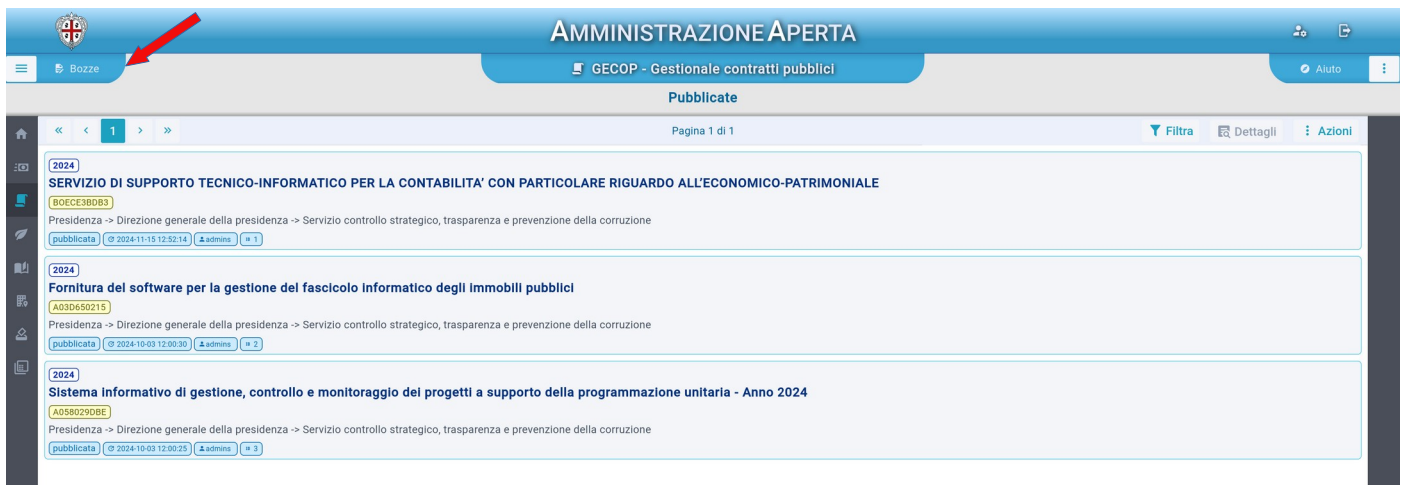 AMMINISTRAZIONE APERTA
Bozze
GECOP - Gestionale contratti pubblici
Aiuto
Pubblicate
« < 1 > »
Pagina 1 di 1
Filtra
Dettagli
Azioni
2024
SERVIZIO DI SUPPORTO TECNICO-INFORMATICO PER LA CONTABILITA' CON PARTICOLARE RIGUARDO ALL'ECONOMICO-PATRIMONIALE
BOECE3BDB3
Presidenza -> Direzione generale della presidenza -> Servizio controllo strategico, trasparenza e prevenzione della corruzione
pubblicata 2024-11-15 12:52:14 admins 1
2024
Fornitura del software per la gestione del fascicolo informatico degli immobili pubblici
A03D650215
Presidenza -> Direzione generale della presidenza -> Servizio controllo strategico, trasparenza e prevenzione della corruzione
pubblicata 2024-10-03 12:00:30 admins 2
2024
Sistema informativo di gestione, controllo e monitoraggio dei progetti a supporto della programmazione unitaria - Anno 2024
A058029DBE
Presidenza -> Direzione generale della presidenza -> Servizio controllo strategico, trasparenza e prevenzione della corruzione
pubblicata 2024-10-03 12:00:25 admins 3